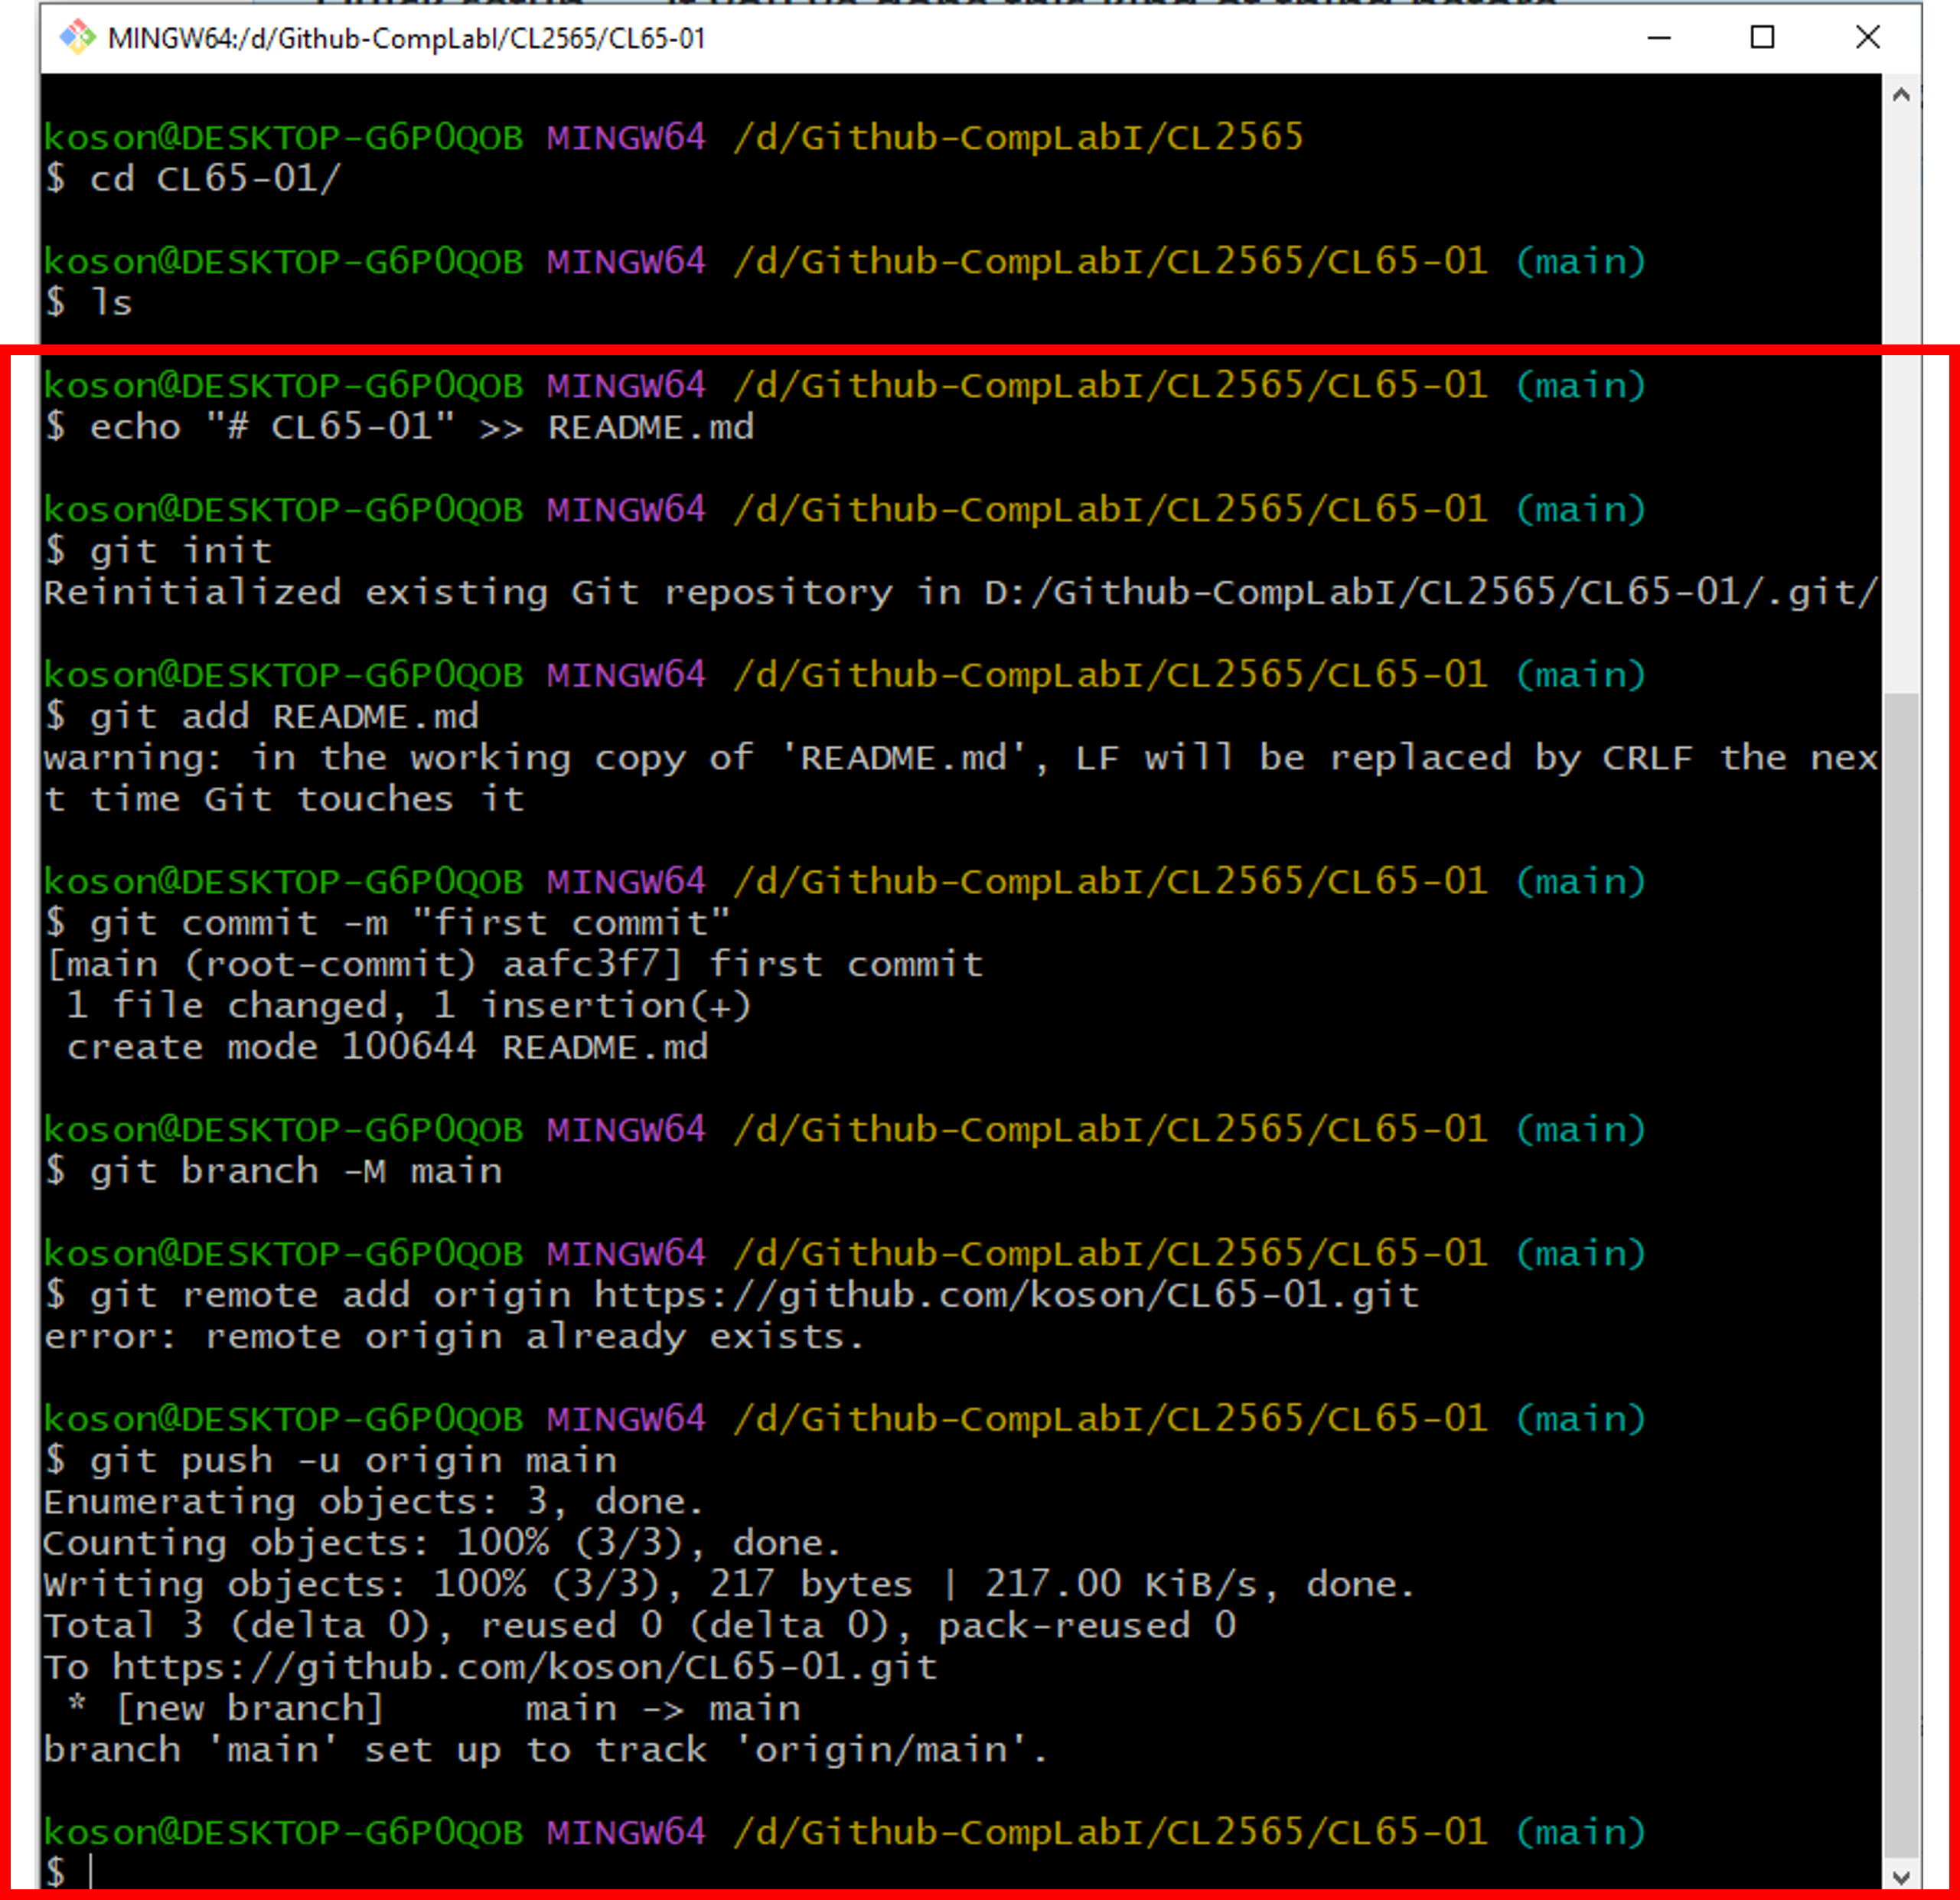 MINGW64:/d/Github-CompLabI/CL2565/CL65-01
koson@DESKTOP-G6P0QOB MINGW64 /d/Github-CompLabI/CL2565
$ cd CL65-01/
koson@DESKTOP-G6P0QOB MINGW64 /d/Github-CompLabI/CL2565/CL65-01 (main)
$ ls
koson@DESKTOP-G6P0QOB MINGW64 /d/Github-CompLabI/CL2565/CL65-01 (main)
$ echo "# CL65-01" >> README.md
koson@DESKTOP-G6P0QOB MINGW64 /d/Github-CompLabI/CL2565/CL65-01 (main)
$ git init
Reinitialized existing Git repository in D:/Github-CompLabI/CL2565/CL65-01/.git/
koson@DESKTOP-G6P0QOB MINGW64 /d/Github-CompLabI/CL2565/CL65-01 (main)
$ git add README.md
warning: in the working copy of 'README.md', LF will be replaced by CRLF the nex
t time Git touches it
koson@DESKTOP-G6P0QOB MINGW64 /d/Github-CompLabI/CL2565/CL65-01 (main)
$ git commit -m "first commit"
[main (root-commit) aafc3f7] first commit
1 file changed, 1 insertion(+)
create mode 100644 README.md
koson@DESKTOP-G6P0QOB MINGW64 /d/Github-CompLabI/CL2565/CL65-01 (main)
$ git branch -M main
koson@DESKTOP-G6P0QOB MINGW64 /d/Github-CompLabI/CL2565/CL65-01 (main)
$ git remote add origin https://github.com/koson/CL65-01.git
error: remote origin already exists.
koson@DESKTOP-G6P0QOB MINGW64 /d/Github-CompLabI/CL2565/CL65-01 (main)
$ git push -u origin main
Enumerating objects: 3, done.
Counting objects: 100% (3/3), done.
Writing objects: 100% (3/3), 217 bytes | 217.00 KiB/s, done.
Total 3 (delta 0), reused 0 (delta 0), pack-reused 0
To https://github.com/koson/CL65-01.git
* [new branch]      main -> main
branch 'main' set up to track 'origin/main'.
koson@DESKTOP-G6P0QOB MINGW64 /d/Github-CompLabI/CL2565/CL65-01 (main)
$